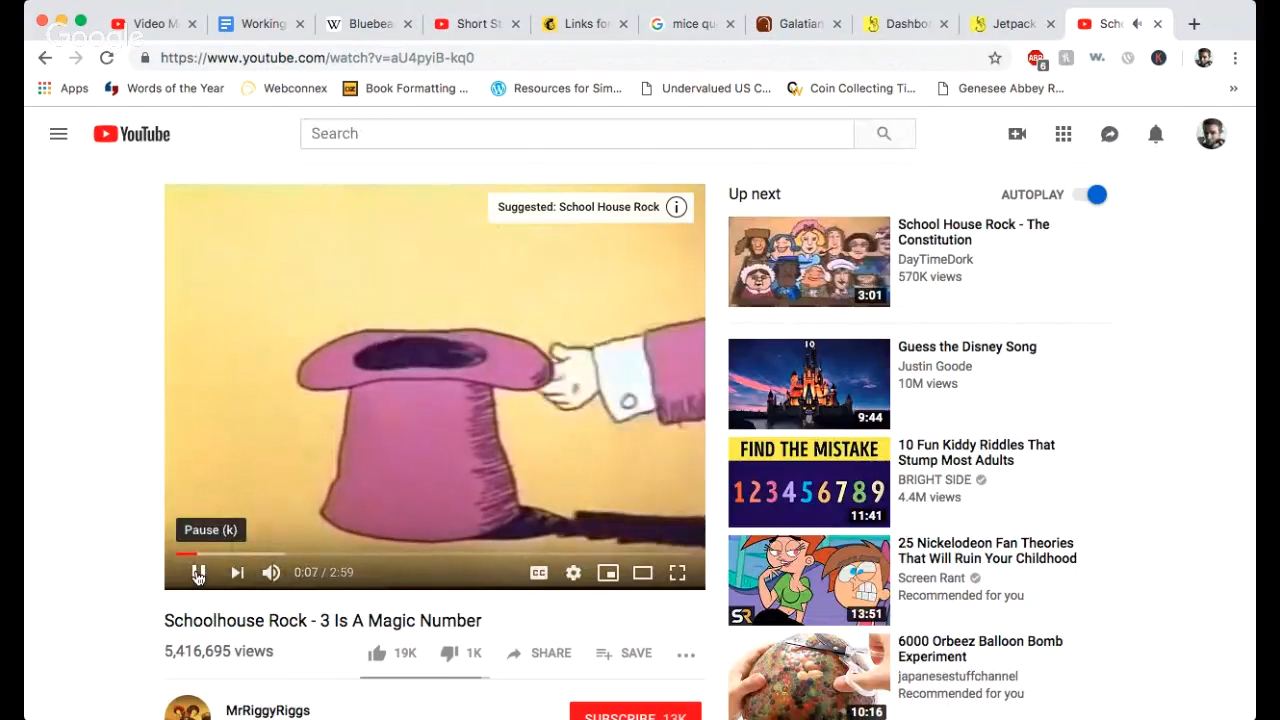 Google
Video M
Working
Bluebea
Short S
Links fo
mice qu
Galatian
Dashbo
Jetpack
Scho
https://www.youtube.com/watch?v=aU4pyiB-kq0
6
Apps
Words of the Year
Webconnex
Book Formatting ...
Resources for Sim...
Undervalued US C...
Coin Collecting Ti...
Genesee Abbey R...
YouTube
Search
Suggested: School House Rock
Pause (k)
0:07 / 2:59
CC
Schoolhouse Rock - 3 Is A Magic Number
5,416,695 views
19K
1K
SHARE
SAVE
MrRiggyRiggs
SUBSCRIBE 13K
Up next
AUTOPLAY
3:01
School House Rock - The
Constitution
DayTimeDork
570K views
9:44
Guess the Disney Song
Justin Goode
10M views
FIND THE MISTAKE
123456789
11:41
10 Fun Kiddy Riddles That
Stump Most Adults
BRIGHT SIDE
4.4M views
SR
13:51
25 Nickelodeon Fan Theories
That Will Ruin Your Childhood
Screen Rant
Recommended for you
10:16
6000 Orbeez Balloon Bomb
Experiment
japanesestuffchannel
Recommended for you